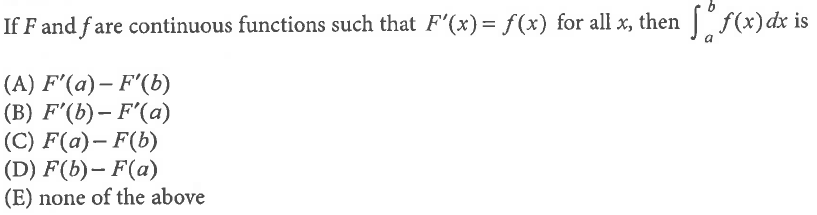 If F and f are continuous functions such that F′(x) = f(x) for all x, then ∫ₐᵇ f(x) dx is
(A) F′(a) – F′(b)
(B) F′(b) – F′(a)
(C) F(a) – F(b)
(D) F(b) – F(a)
(E) none of the above